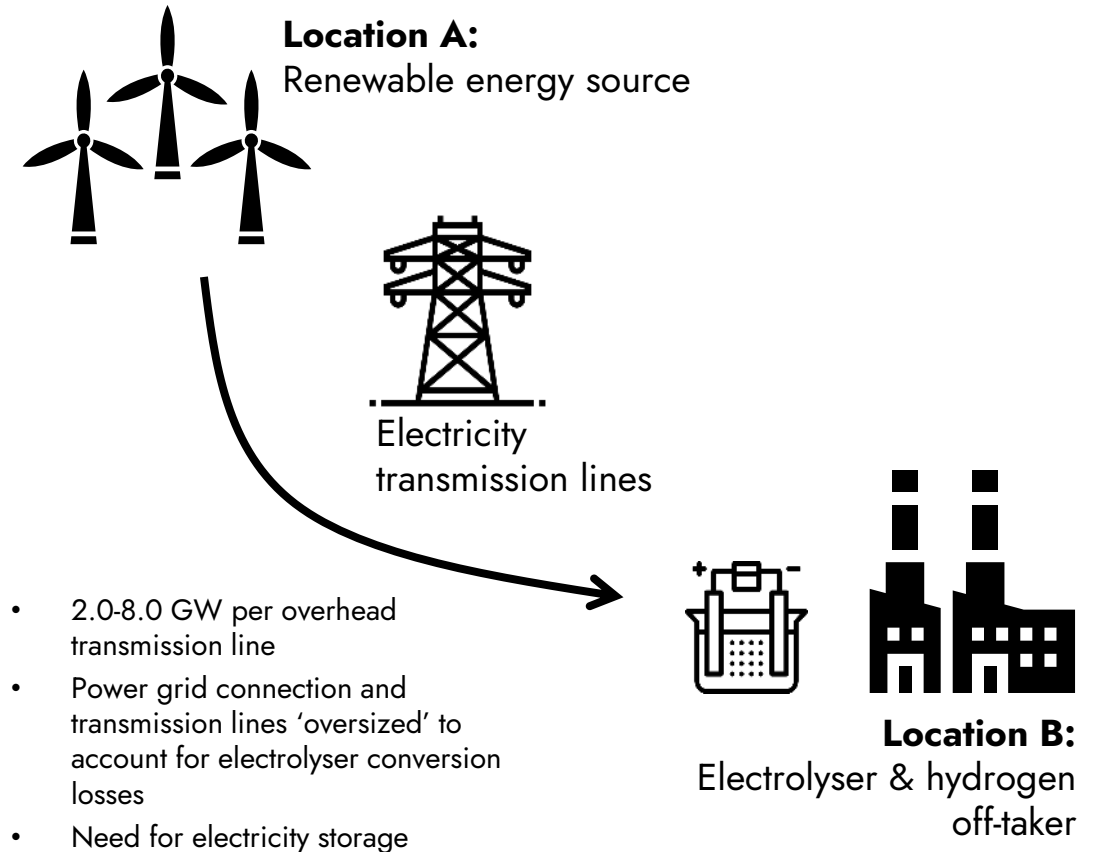 Location A:
Renewable energy source
Electricity
transmission lines
+ −
• 2.0-8.0 GW per overhead
transmission line
• Power grid connection and
transmission lines ‘oversized’ to
account for electrolyser conversion
losses
• Need for electricity storage
Location B:
Electrolyser & hydrogen
off-taker